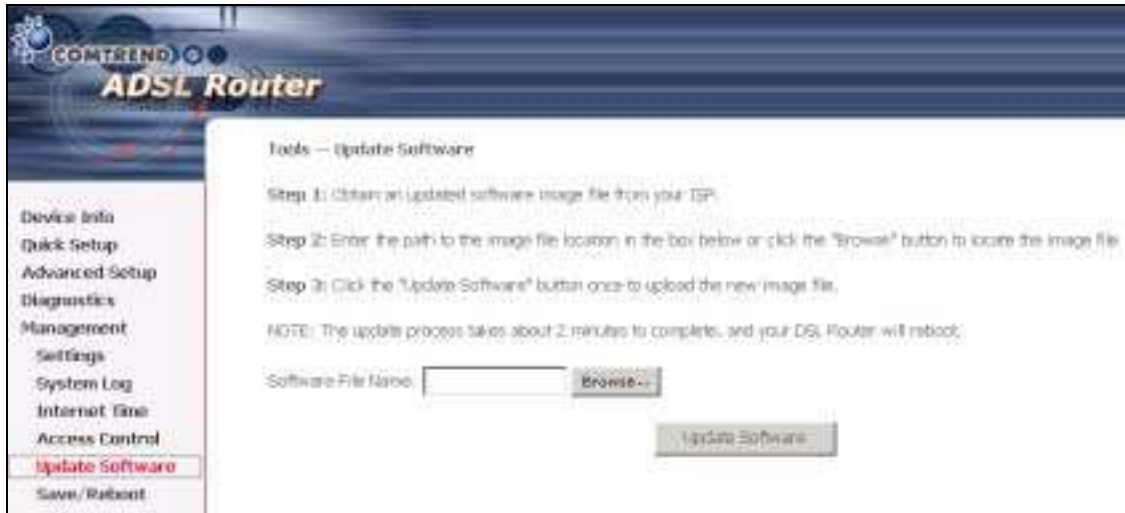 COMTREND
ADSL Router
Tools -- Update Software
Step 1: Obtain an updated software image file from your ISP.
Step 2: Enter the path to the image file location in the box below or click the "Browse" button to locate the image file
Step 3: Click the "Update Software" button once to upload the new image file.
NOTE: The update process takes about 2 minutes to complete, and your DSL Router will reboot.
Software File Name:
Browse...
Update Software
Device Info
Quick Setup
Advanced Setup
Diagnostics
Management
Settings
System Log
Internet Time
Access Control
Update Software
Save/Reboot